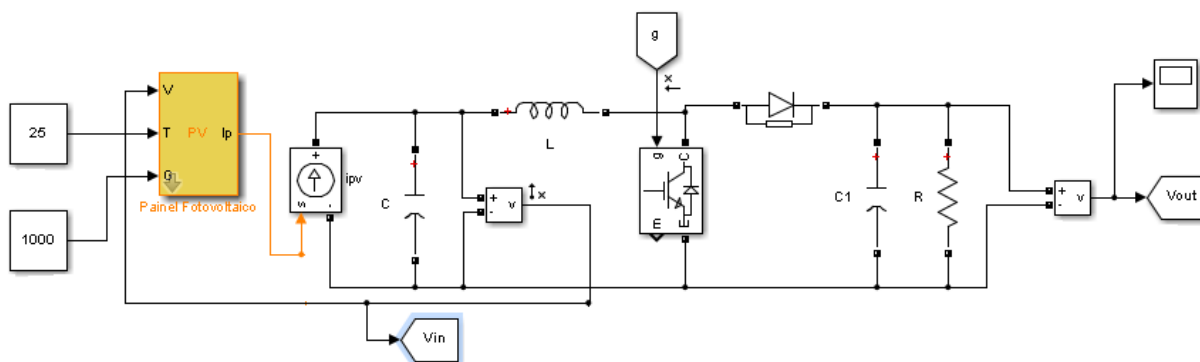 25
1000
V
T
G
PV
Ip
Painel Fotovoltaico
+
s
-
ipv
+
C
+
-
v
x
Vin
+
L
g
x
g
C
m
E
+
C1
+
R
+
-
v
Vout